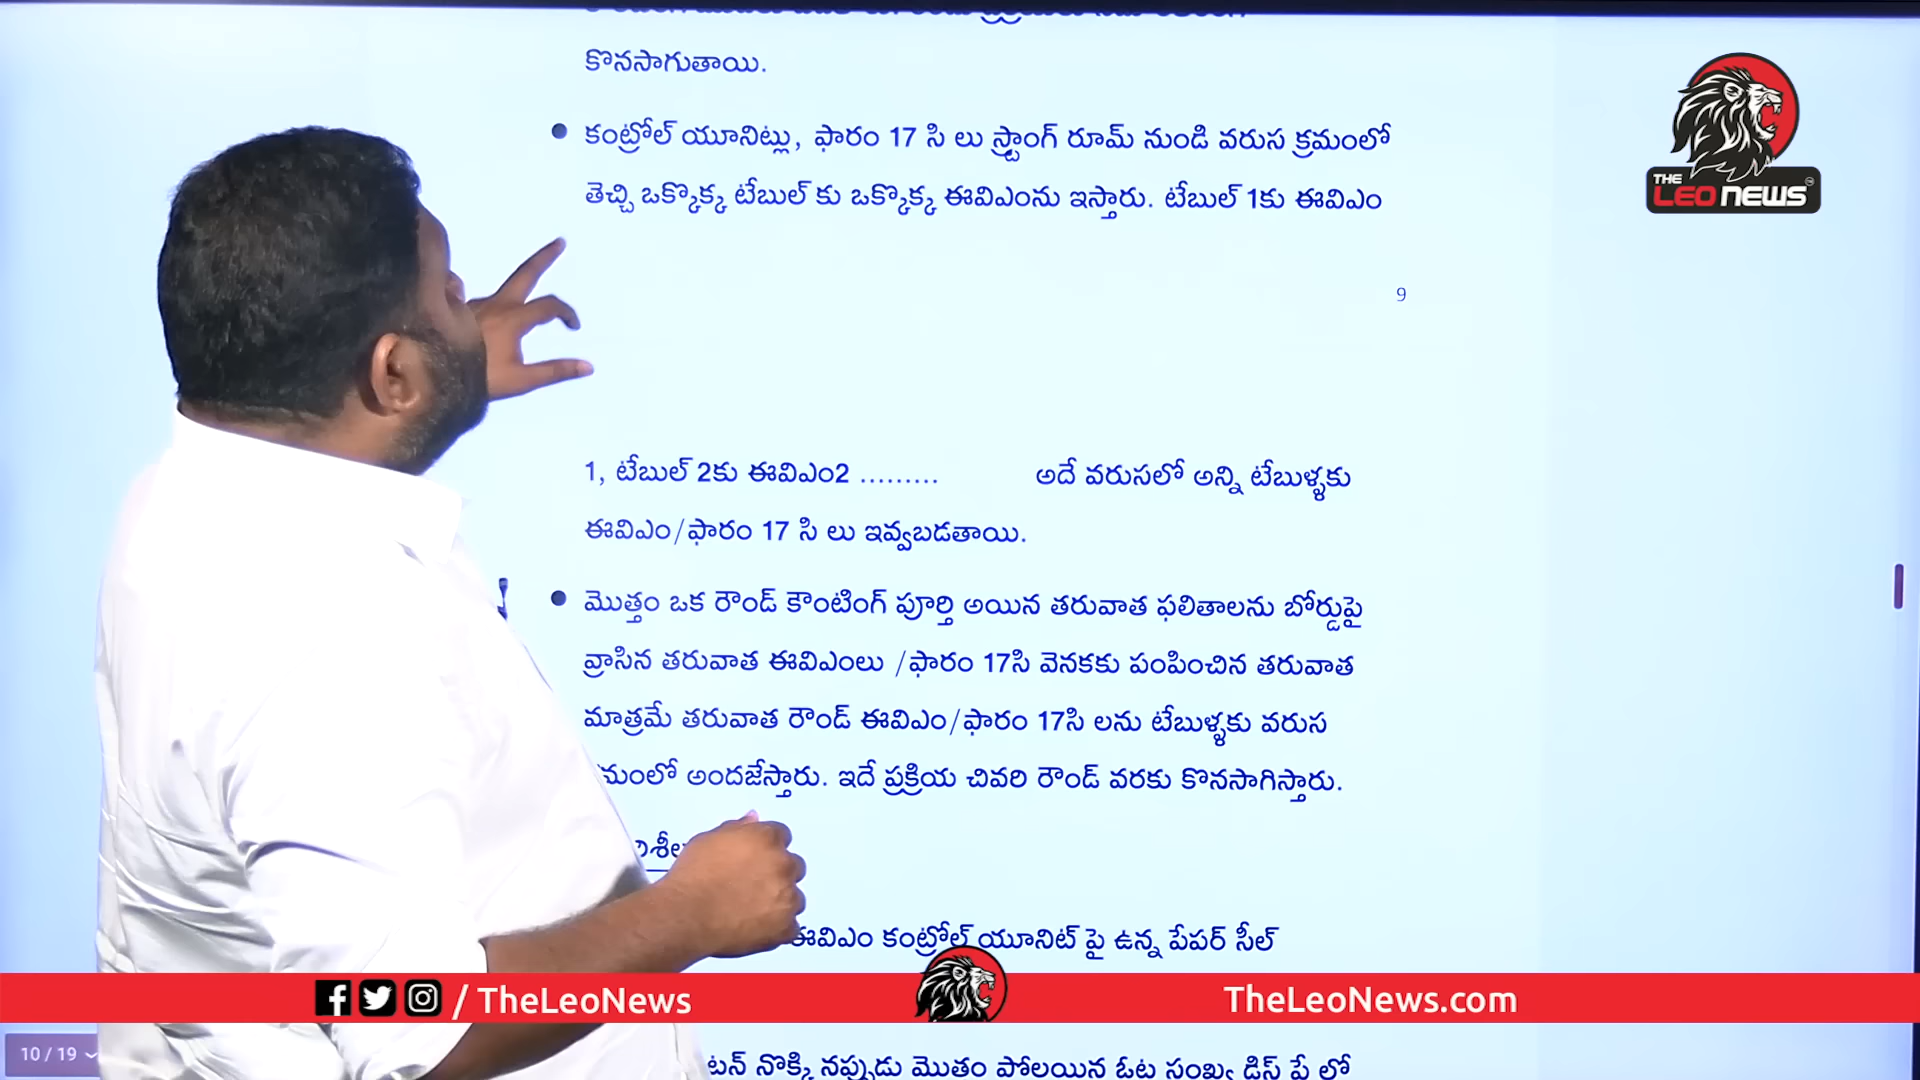 కొనసాగుతాయి.
• కంట్రోల్ యూనిట్లు, ఫారం 17 సి లు స్ట్రాంగ్ రూమ్ నుండి వరుస క్రమంలో
తెచ్చి ఒక్కొక్క టేబుల్ కు ఒక్కొక్క ఈవిఎంను ఇస్తారు. టేబుల్ 1కు ఈవిఎం
9
1, టేబుల్ 2కు ఈవిఎం2 ......... అదే వరుసలో అన్ని టేబుళ్ళకు
ఈవిఎం/ఫారం 17 సి లు ఇవ్వబడతాయి.
• మొత్తం ఒక రౌండ్ కౌంటింగ్ పూర్తి అయిన తరువాత ఫలితాలను బోర్డుపై
వ్రాసిన తరువాత ఈవిఎంలు /ఫారం 17సి వెనకకు పంపించిన తరువాత
మాత్రమే తరువాత రౌండ్ ఈవిఎం/ఫారం 17సి లను టేబుళ్ళకు వరుస
అందజేస్తారు. ఇదే ప్రక్రియ చివరి రౌండ్ వరకు కొనసాగిస్తారు.
ఈవిఎం కంట్రోల్ యూనిట్ పై ఉన్న పేపర్ సీల్
నొక్కి నప్పుడు మొత్తం పోలయిన ఓట్ల సంఖ్య డిస్ ప్లే లో
THE
LEO NEWS
/ TheLeoNews
TheLeoNews.com
10 / 19